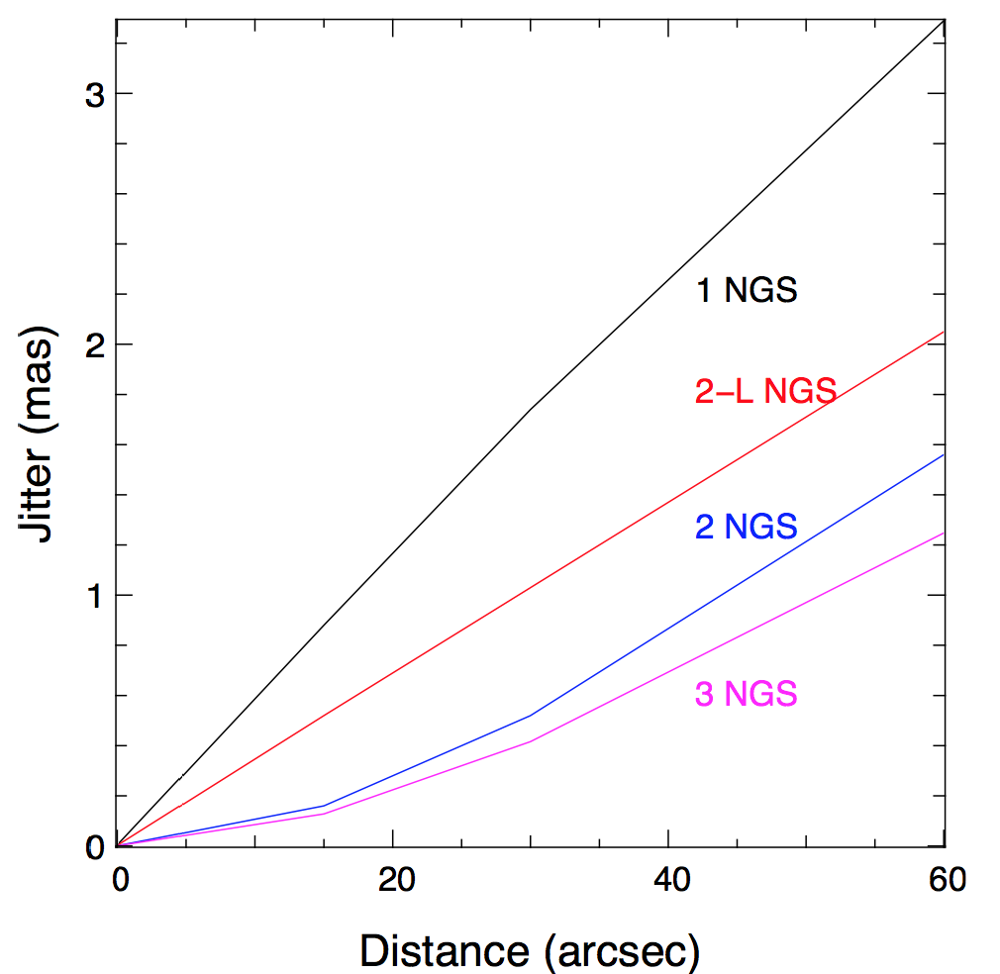 3
2
1
0
Jitter (mas)
1 NGS
2–L NGS
2 NGS
3 NGS
0 20 40 60
Distance (arcsec)